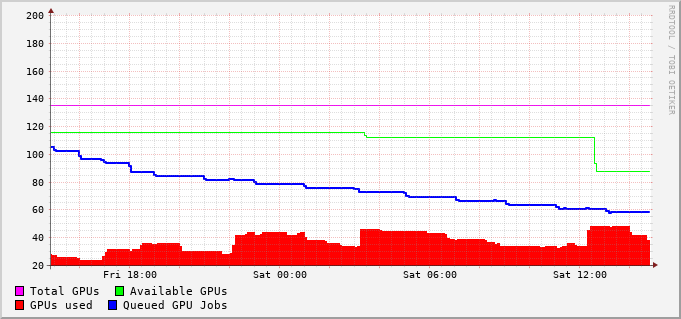 200
180
160
140
120
100
80
60
40
20
Fri 18:00 Sat 00:00 Sat 06:00 Sat 12:00
Total GPUs Available GPUs
GPUs used Queued GPU Jobs
RRDTOOL / TOBI OETIKER